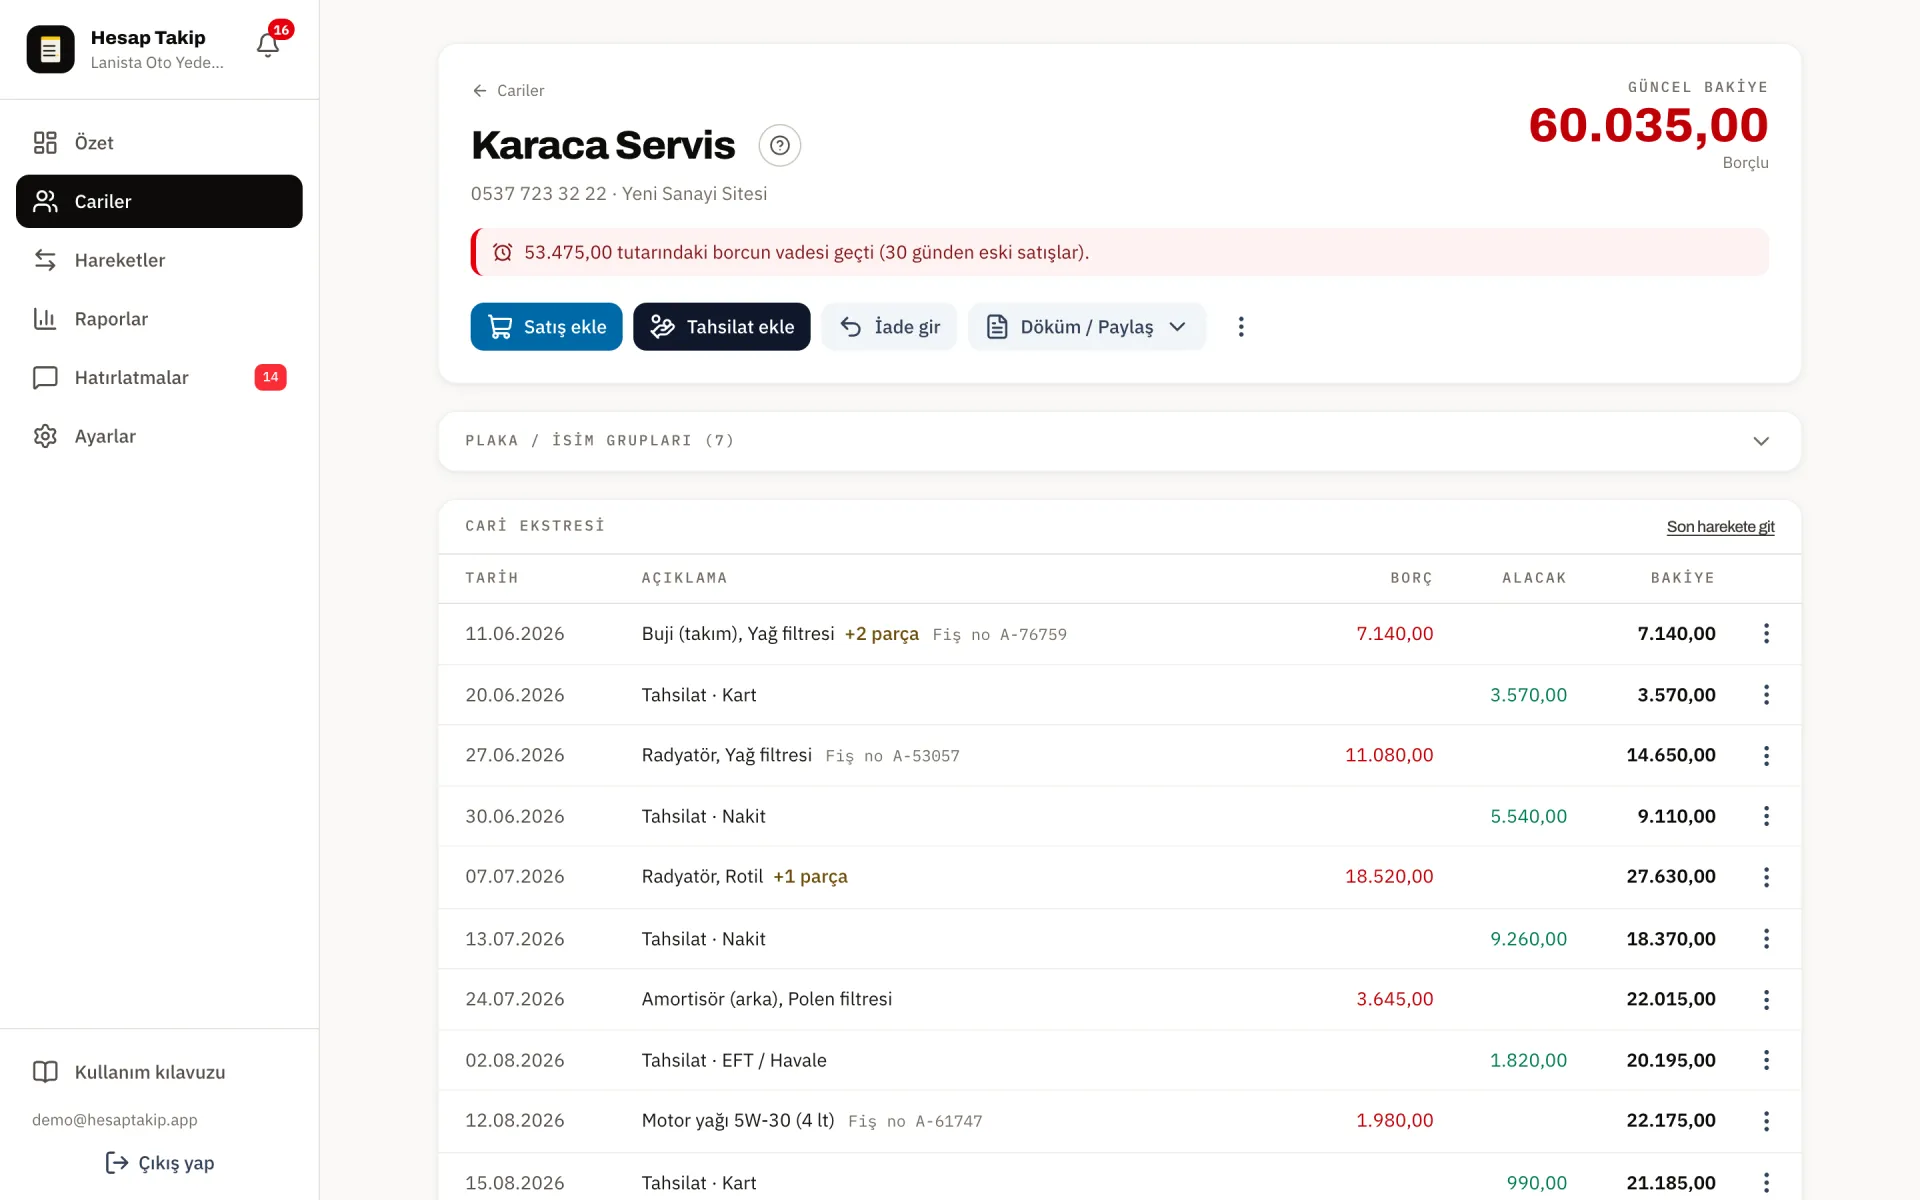 Hesap Takip
Lanista Oto Yede...
16
Özet
Cariler
Hareketler
Raporlar
Hatırlatmalar 14
Ayarlar
Kullanım kılavuzu
demo@hesaptakip.app
Çıkış yap
Cariler
Karaca Servis
0537 723 32 22 · Yeni Sanayi Sitesi
GÜNCEL BAKİYE
60.035,00
Borçlu
53.475,00 tutarındaki borcun vadesi geçti (30 günden eski satışlar).
Satış ekle Tahsilat ekle İade gir Döküm / Paylaş
PLAKA / İSİM GRUPLARI (7)
CARİ EKSTRESİ Son harekete git
TARİH AÇIKLAMA BORÇ ALACAK BAKİYE
11.06.2026 Buji (takım), Yağ filtresi +2 parça Fiş no A-76759 7.140,00 7.140,00
20.06.2026 Tahsilat · Kart 3.570,00 3.570,00
27.06.2026 Radyatör, Yağ filtresi Fiş no A-53057 11.080,00 14.650,00
30.06.2026 Tahsilat · Nakit 5.540,00 9.110,00
07.07.2026 Radyatör, Rotil +1 parça 18.520,00 27.630,00
13.07.2026 Tahsilat · Nakit 9.260,00 18.370,00
24.07.2026 Amortisör (arka), Polen filtresi 3.645,00 22.015,00
02.08.2026 Tahsilat · EFT / Havale 1.820,00 20.195,00
12.08.2026 Motor yağı 5W-30 (4 lt) Fiş no A-61747 1.980,00 22.175,00
15.08.2026 Tahsilat · Kart 990,00 21.185,00